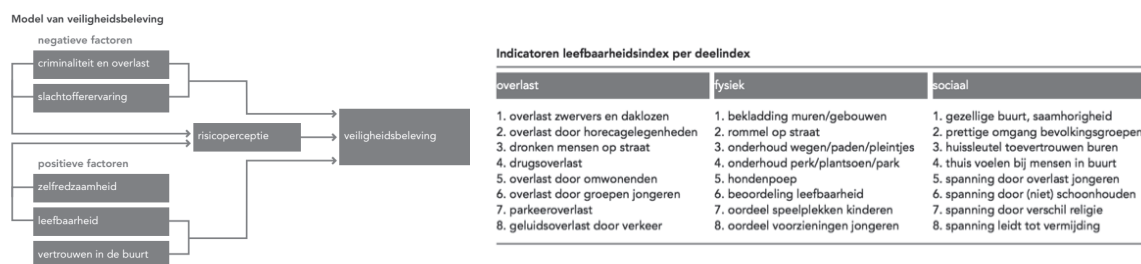 Model van veiligheidsbeleving
negatieve factoren
criminaliteit en overlast
slachtofferervaring
risicoperceptie
veiligheidsbeleving
positieve factoren
zelfredzaamheid
leefbaarheid
vertrouwen in de buurt
Indicatoren leefbaarheidsindex per deelindex
overlast
1. overlast zwervers en daklozen
2. overlast door horecagelegenheden
3. dronken mensen op straat
4. drugsoverlast
5. overlast door omwonenden
6. overlast door groepen jongeren
7. parkeeroverlast
8. geluidsoverlast door verkeer
fysiek
1. bekladding muren/gebouwen
2. rommel op straat
3. onderhoud wegen/paden/pleintjes
4. onderhoud perk/plantsoen/park
5. hondenpoep
6. beoordeling leefbaarheid
7. oordeel speelplekken kinderen
8. oordeel voorzieningen jongeren
sociaal
1. gezellige buurt, saamhorigheid
2. prettige omgang bevolkingsgroepen
3. huissleutel toevertrouwen buren
4. thuis voelen bij mensen in buurt
5. spanning door overlast jongeren
6. spanning door (niet) schoonhouden
7. spanning door verschil religie
8. spanning leidt tot vermijding